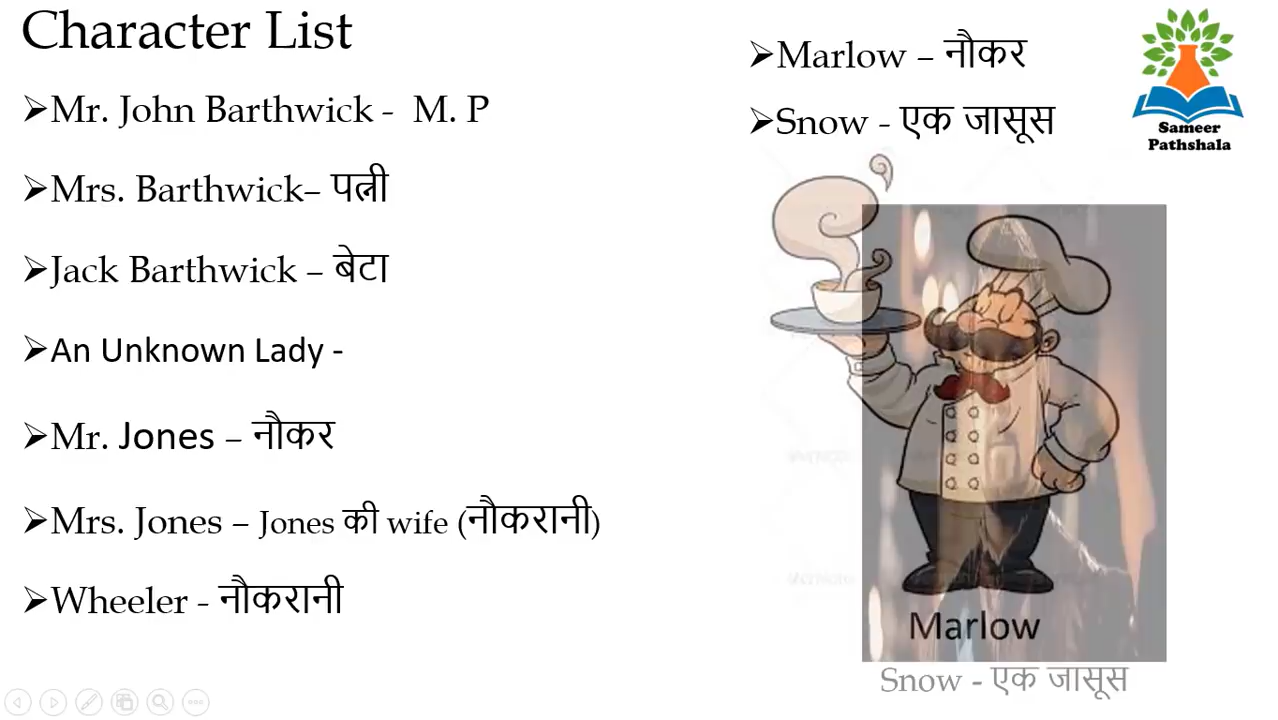 Character List
➢Mr. John Barthwick - M. P
➢Mrs. Barthwick– पत्नी
➢Jack Barthwick – बेटा
➢An Unknown Lady -
➢Mr. Jones – नौकर
➢Mrs. Jones – Jones की wife (नौकरानी)
➢Wheeler - नौकरानी
➢Marlow – नौकर
➢Snow - एक जासूस
Sameer
Pathshala
Marlow
Snow - एक जासूस